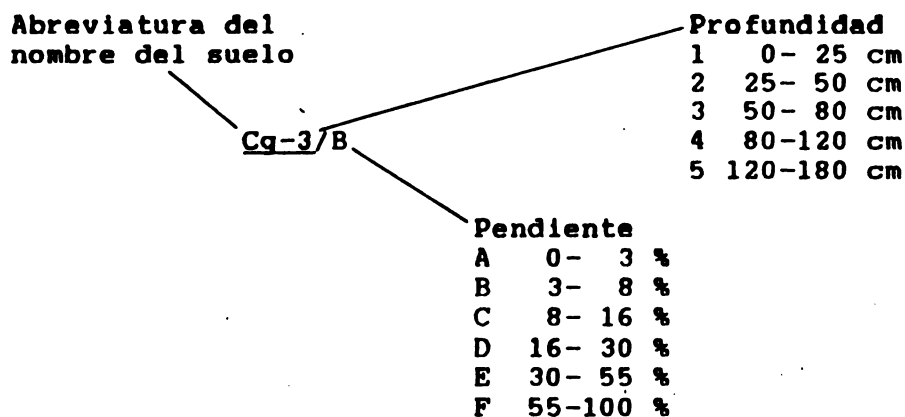 Abreviatura del
nombre del suelo
Cg-3/B
Profundidad
1 0- 25 cm
2 25- 50 cm
3 50- 80 cm
4 80-120 cm
5 120-180 cm
Pendiente
A 0- 3 %
B 3- 8 %
C 8- 16 %
D 16- 30 %
E 30- 55 %
F 55-100 %